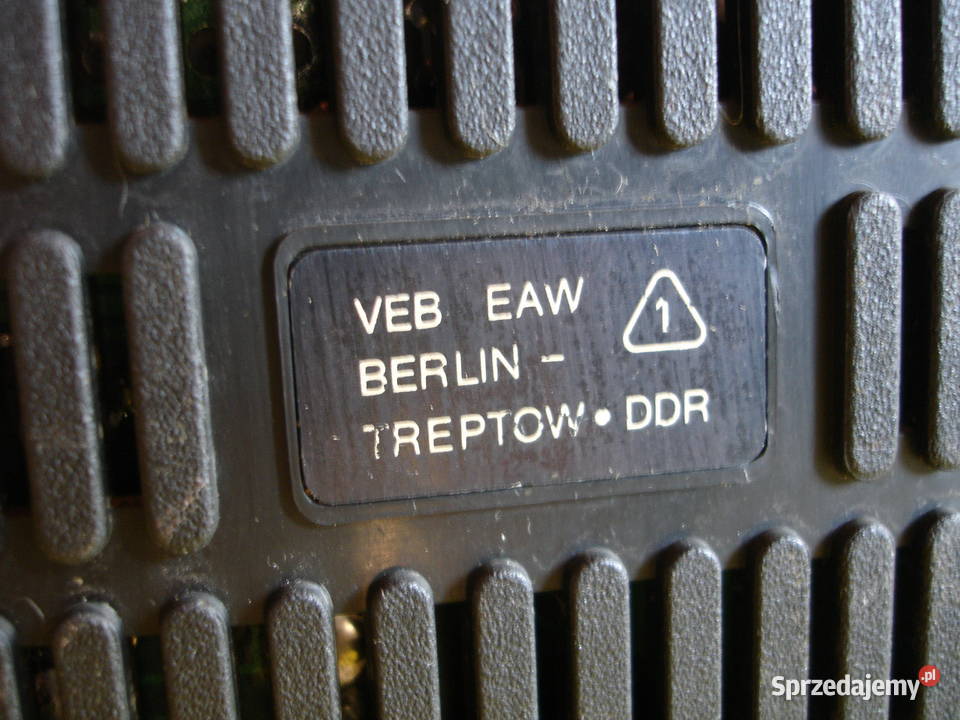 VEB EAW 1
BERLIN -
TREPTOW • DDR
Sprzedajemy.pl